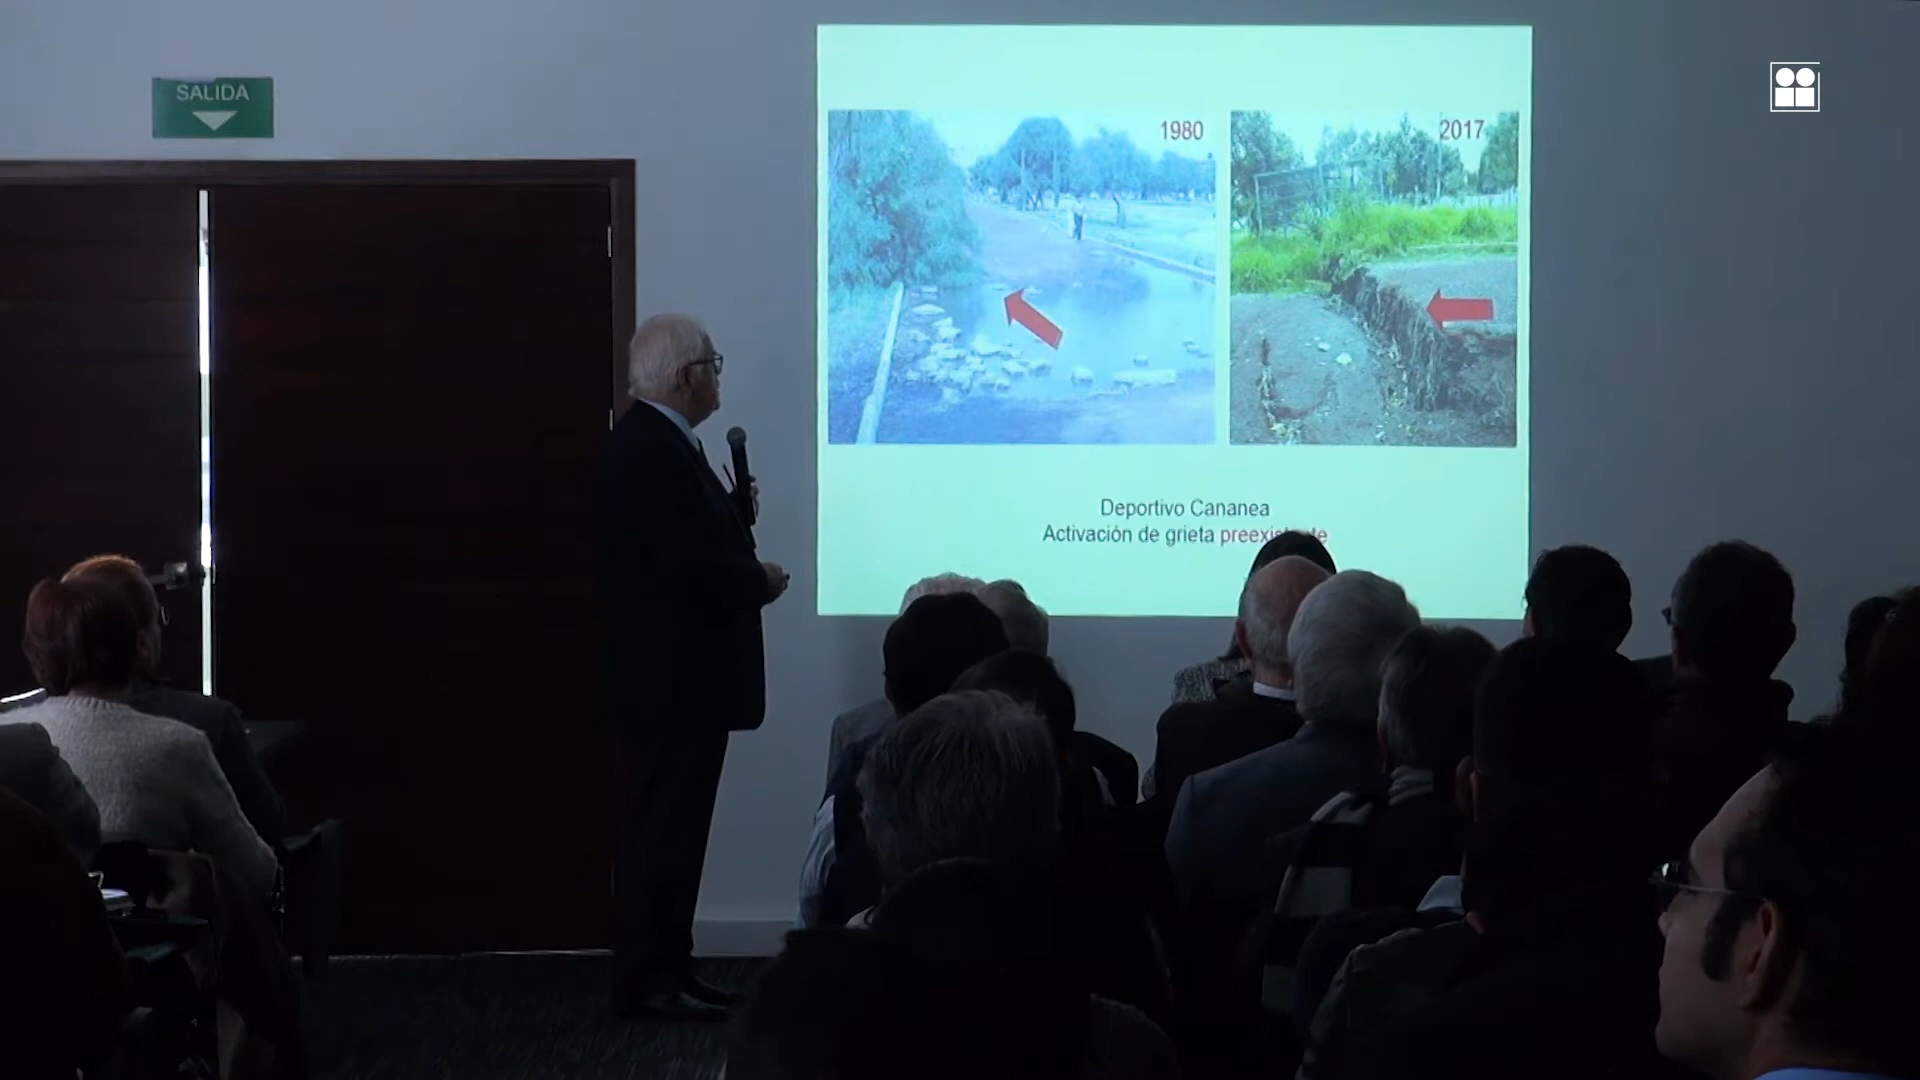 SALIDA
1980
2017
Deportivo Cananea
Activación de grieta